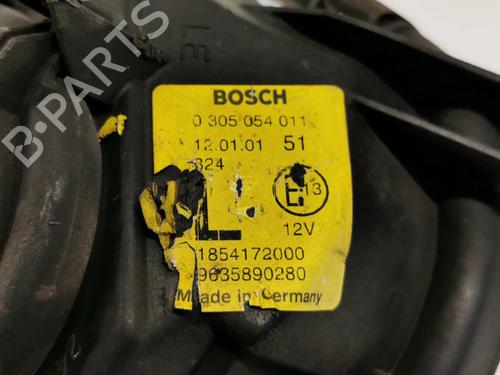 BOSCH
0 305 054 011
12.01.01 51
324
E 13
L
12V
1854172000
9635890280
Made in Germany
B-PARTS